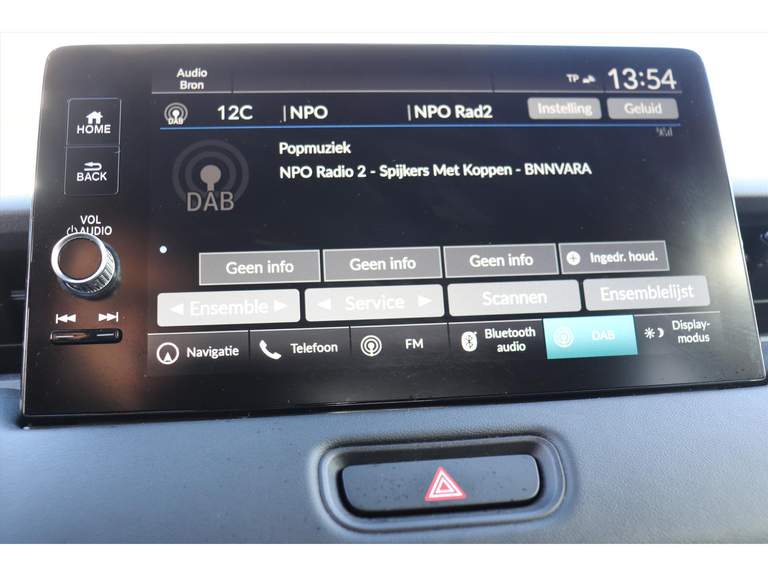 Audio
Bron
TP
13:54
HOME
BACK
VOL
AUDIO
DAB
12C
NPO
NPO Rad2
Instelling
Geluid
Popmuziek
NPO Radio 2 - Spijkers Met Koppen - BNNVARA
DAB
Geen info
Geen info
Geen info
Ingedr. houd.
Ensemble
Service
Scannen
Ensemblelijst
Navigatie
Telefoon
FM
Bluetooth
audio
DAB
Display-
modus